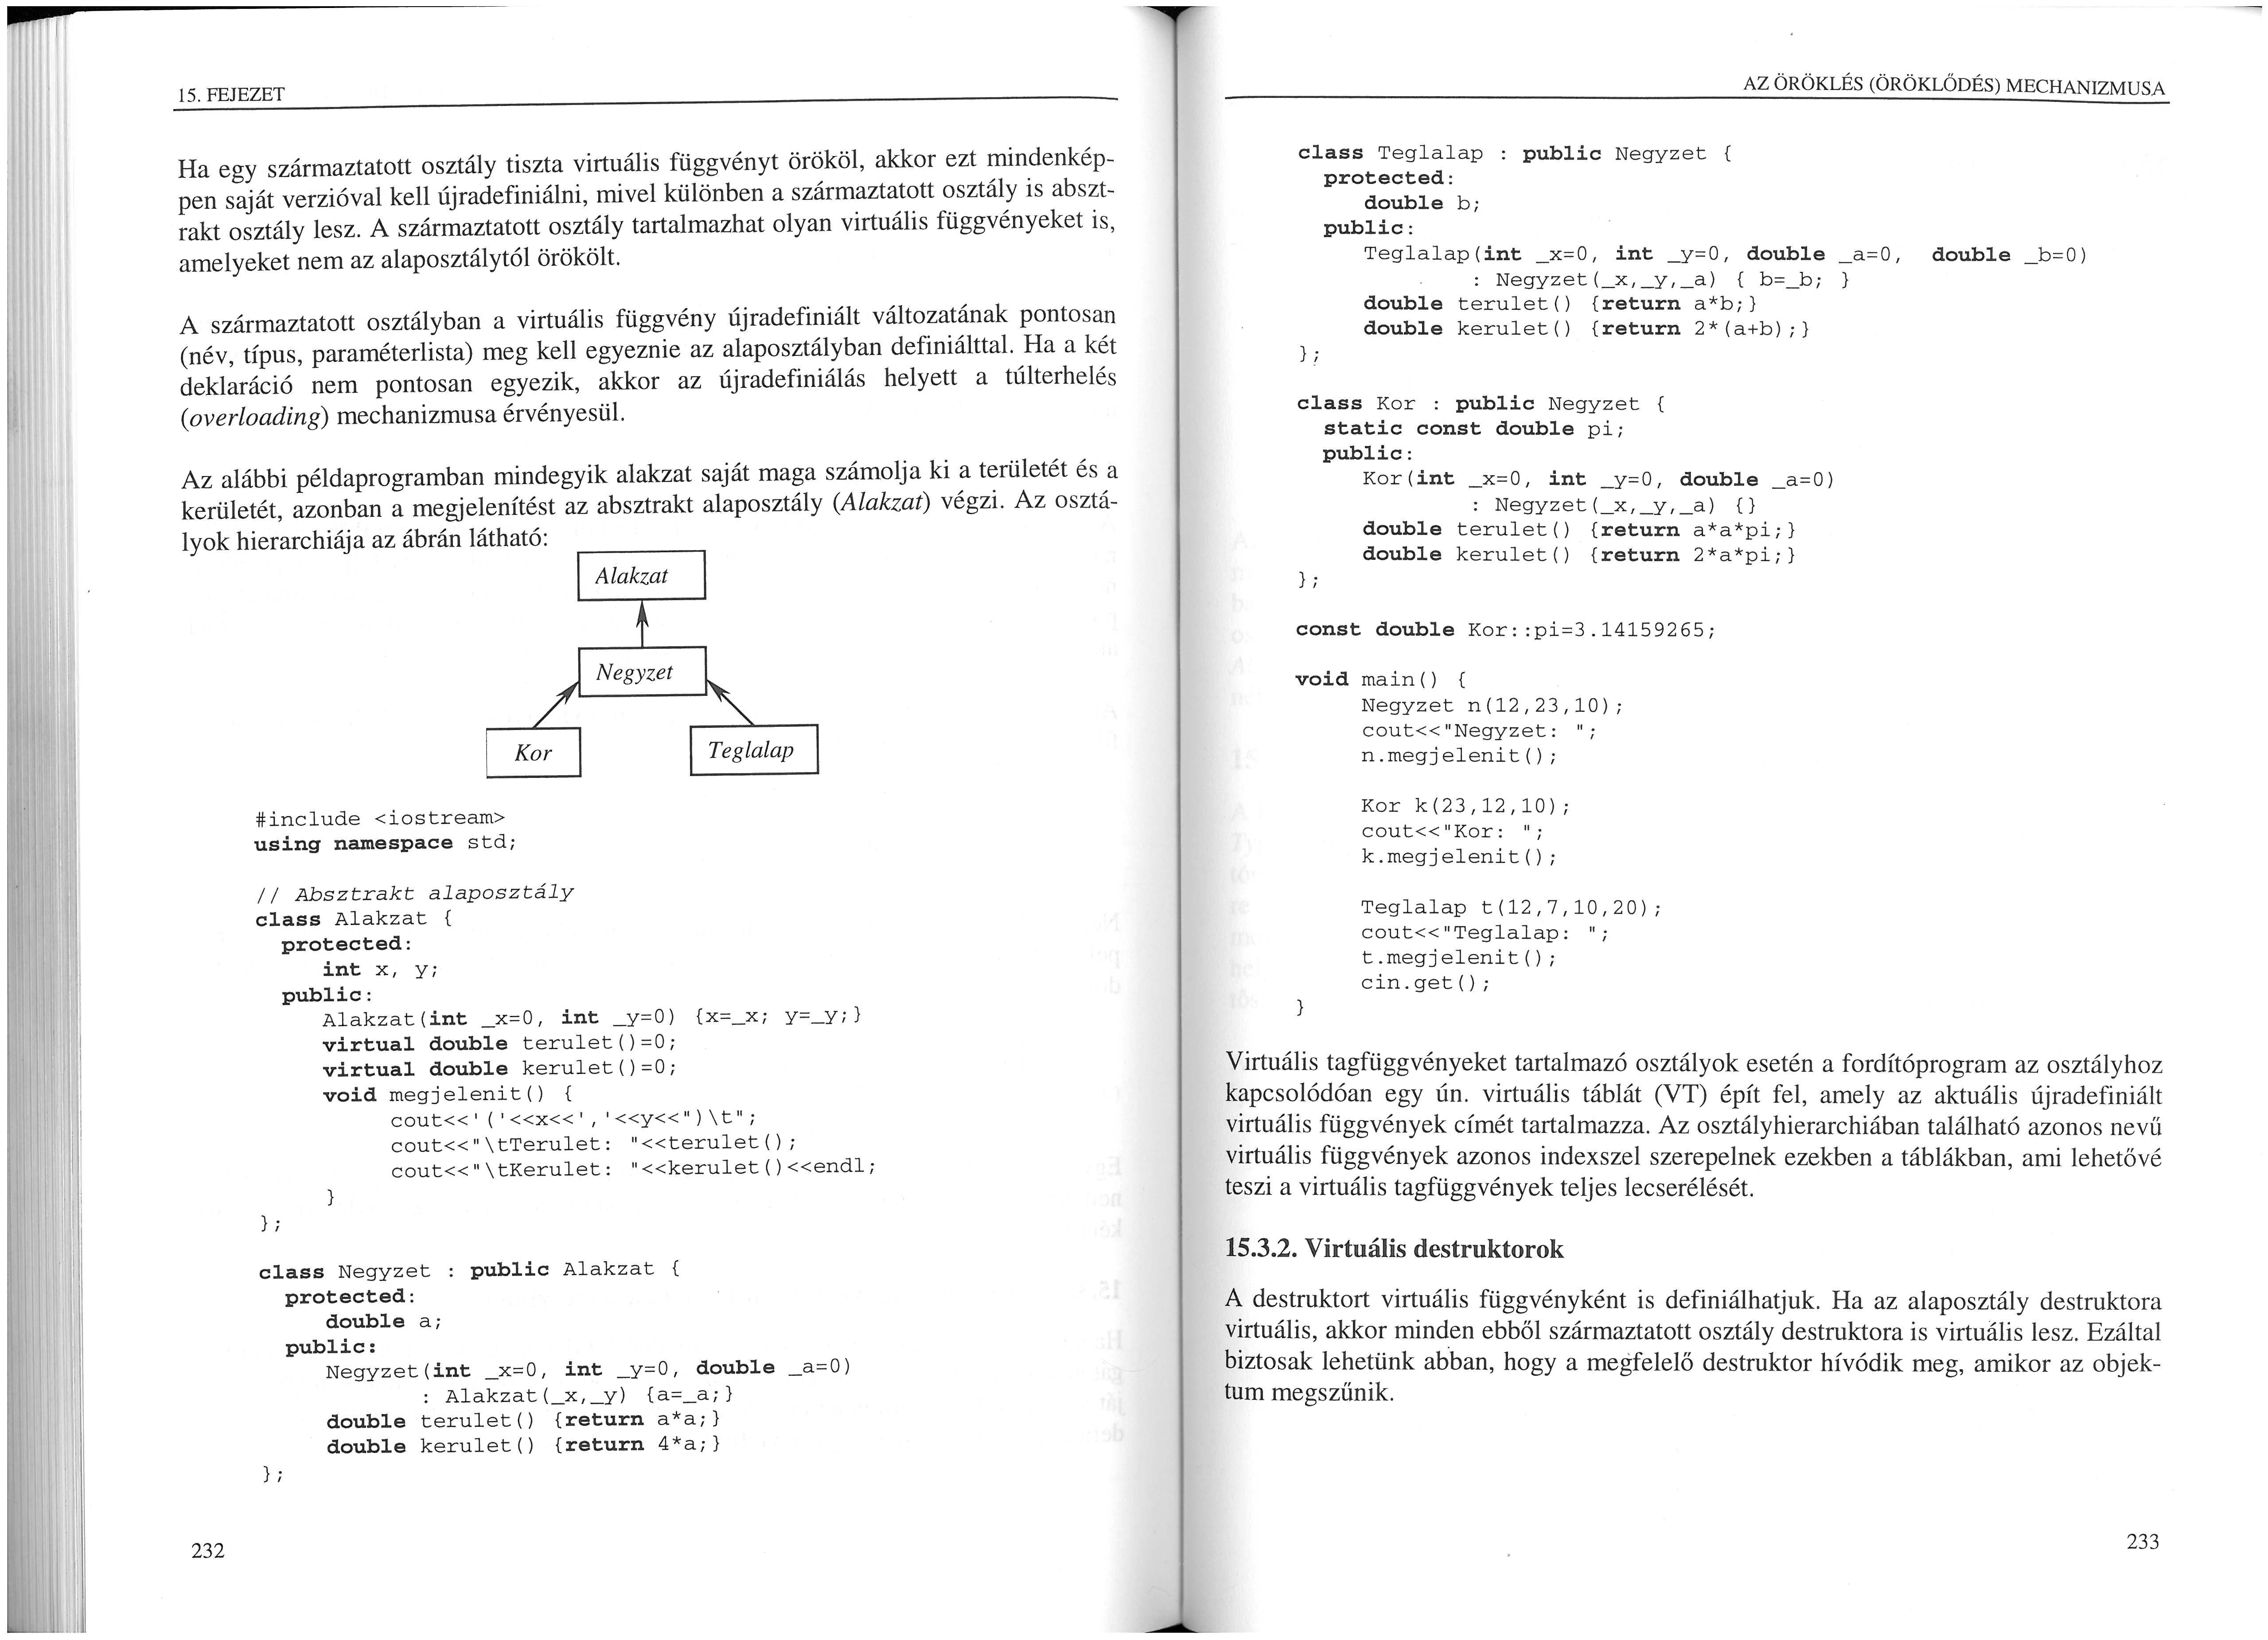 15. FEJEZET
Ha egy származtatott osztály tiszta virtuális függvényt örököl, akkor ezt mindenkép-
pen saját verzióval kell újradefiniálni, mivel különben a származtatott osztály is abszt-
rakt osztály lesz. A származtatott osztály tartalmazhat olyan virtuális függvényeket is,
amelyeket nem az alaposztálytól örökölt.
A származtatott osztályban a virtuális függvény újradefiniált változatának pontosan
(név, típus, paraméterlista) meg kell egyeznie az alaposztályban definiálttal. Ha a két
deklaráció nem pontosan egyezik, akkor az újradefiniálás helyett a túlterhelés
(overloading) mechanizmusa érvényesül.
Az alábbi példaprogramban mindegyik alakzat saját maga számolja ki a területét és a
kerületét, azonban a megjelenítést az absztrakt alaposztály (Alakzat) végzi. Az osztá-
lyok hierarchiája az ábrán látható:
Alakzat
Negyzet
Kor
Teglalap
#include <iostream>
using namespace std;
// Absztrakt alaposztály
class Alakzat {
protected:
int x, y;
public:
Alakzat(int _x=0, int _y=0) {x=_x; y=_y;}
virtual double terulet()=0;
virtual double kerulet()=0;
void megjelenit() {
cout<<'('<<x<<','<<y<<")\t";
cout<<"\tTerulet: "<<terulet();
cout<<"\tKerulet: "<<kerulet()<<endl;
}
};
class Negyzet : public Alakzat {
protected:
double a;
public:
Negyzet(int _x=0, int _y=0, double _a=0)
: Alakzat(_x,_y) {a=_a;}
double terulet() {return a*a;}
double kerulet() {return 4*a;}
};
232
AZ ÖRÖKLÉS (ÖRÖKLŐDÉS) MECHANIZMUSA
class Teglalap : public Negyzet {
protected:
double b;
public:
Teglalap(int _x=0, int _y=0, double _a=0, double _b=0)
: Negyzet(_x,_y,_a) { b=_b; }
double terulet() {return a*b;}
double kerulet() {return 2*(a+b);}
};
class Kor : public Negyzet {
static const double pi;
public:
Kor(int _x=0, int _y=0, double _a=0)
: Negyzet(_x,_y,_a) {}
double terulet() {return a*a*pi;}
double kerulet() {return 2*a*pi;}
};
const double Kor::pi=3.14159265;
void main() {
Negyzet n(12,23,10);
cout<<"Negyzet: ";
n.megjelenit();
Kor k(23,12,10);
cout<<"Kor: ";
k.megjelenit();
Teglalap t(12,7,10,20);
cout<<"Teglalap: ";
t.megjelenit();
cin.get();
}
Virtuális tagfüggvényeket tartalmazó osztályok esetén a fordítóprogram az osztályhoz
kapcsolódóan egy ún. virtuális táblát (VT) épít fel, amely az aktuális újradefiniált
virtuális függvények címét tartalmazza. Az osztályhierarchiában található azonos nevű
virtuális függvények azonos indexszel szerepelnek ezekben a táblákban, ami lehetővé
teszi a virtuális tagfüggvények teljes lecserélését.
15.3.2. Virtuális destruktorok
A destruktort virtuális függvényként is definiálhatjuk. Ha az alaposztály destruktora
virtuális, akkor minden ebből származtatott osztály destruktora is virtuális lesz. Ezáltal
biztosak lehetünk abban, hogy a megfelelő destruktor hívódik meg, amikor az objek-
tum megszűnik.
233